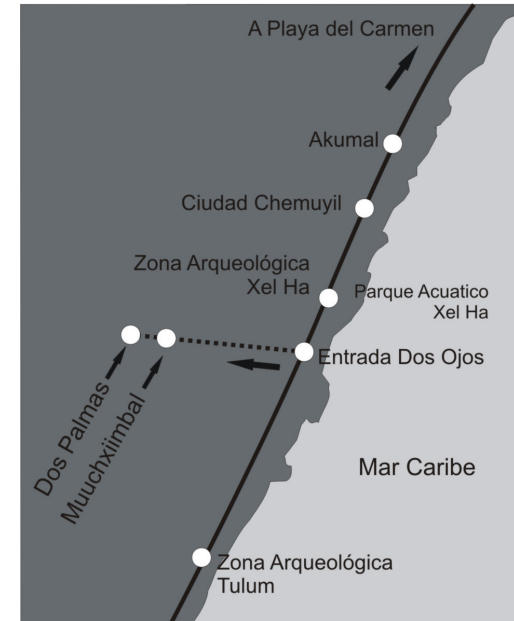 A Playa del Carmen
Akumal
Ciudad Chemuyil
Zona Arqueológica
Xel Ha
Parque Acuatico
Xel Ha
Entrada Dos Ojos
Dos Palmas
Muuchxiimbal
Mar Caribe
Zona Arqueológica
Tulum